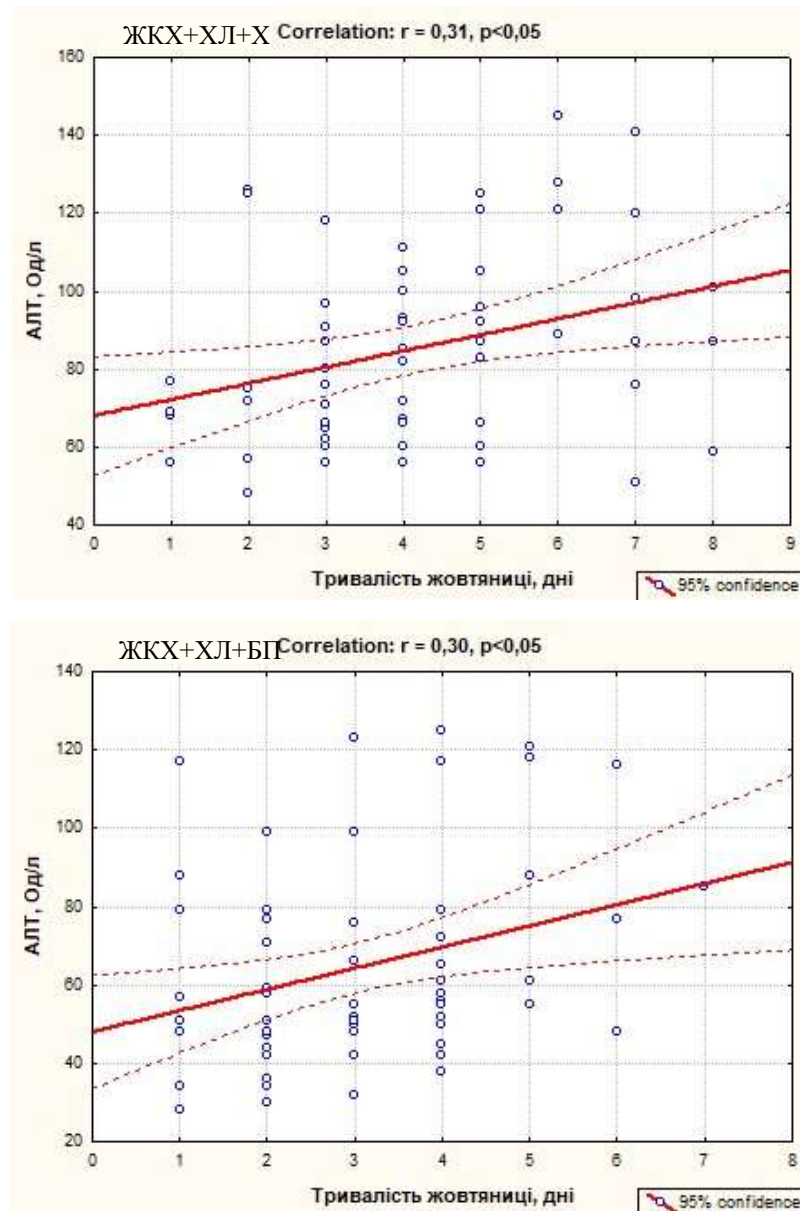 ЖКХ+ХЛ+Х Correlation: r = 0,31, p<0,05
160
140
120
100
80
60
40
АЛТ, Од/л
0 1 2 3 4 5 6 7 8 9
Тривалість жовтяниці, дні
95% confidence
ЖКХ+ХЛ+БП Correlation: r = 0,30, p<0,05
140
120
100
80
60
40
20
АЛТ, Од/л
0 1 2 3 4 5 6 7 8
Тривалість жовтяниці, дні
95% confidence